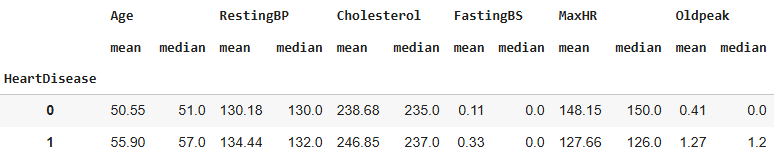 Age RestingBP Cholesterol FastingBS MaxHR Oldpeak
mean median mean median mean median mean median mean median mean median
HeartDisease
0 50.55 51.0 130.18 130.0 238.68 235.0 0.11 0.0 148.15 150.0 0.41 0.0
1 55.90 57.0 134.44 132.0 246.85 237.0 0.33 0.0 127.66 126.0 1.27 1.2